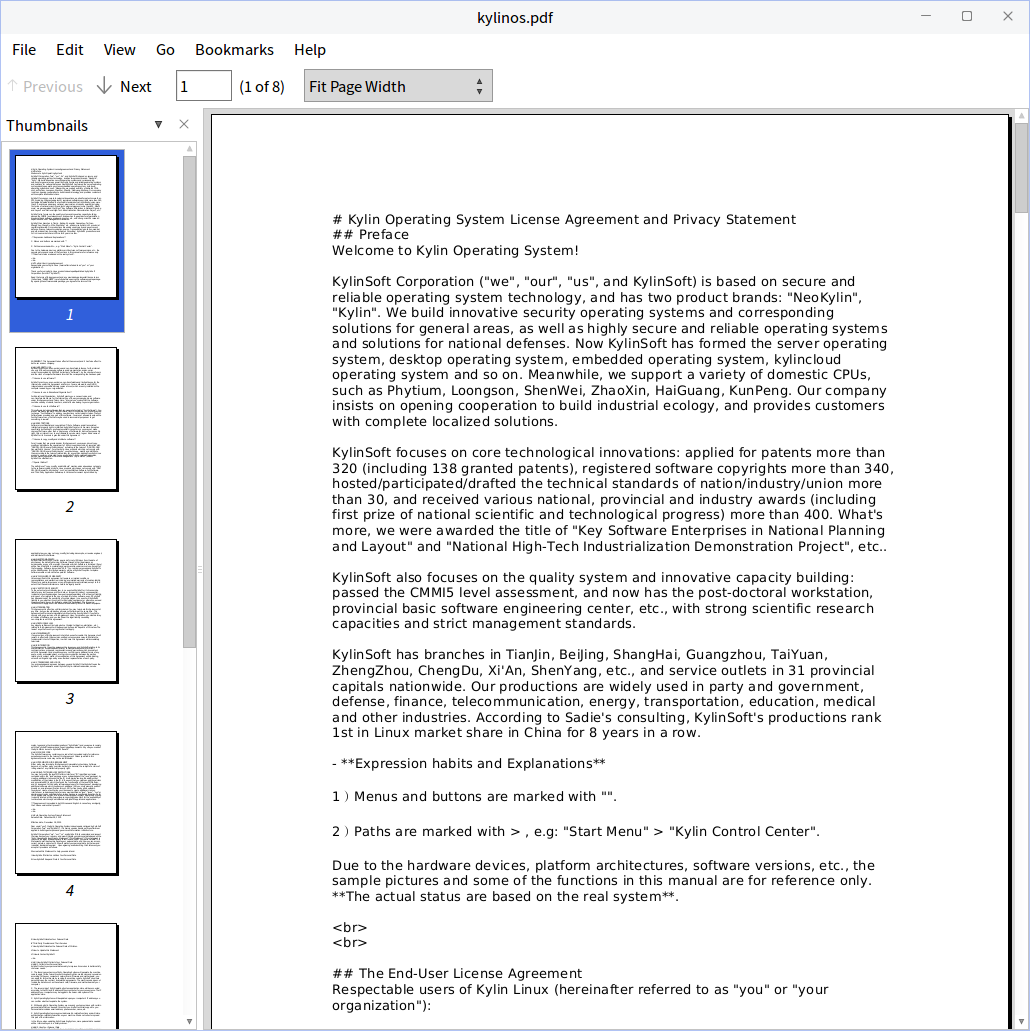 kylinos.pdf
File Edit View Go Bookmarks Help
Previous Next 1 (1 of 8) Fit Page Width
Thumbnails
1
2
3
4
# Kylin Operating System License Agreement and Privacy Statement
## Preface
Welcome to Kylin Operating System!
KylinSoft Corporation ("we", "our", "us", and KylinSoft) is based on secure and
reliable operating system technology, and has two product brands: "NeoKylin",
"Kylin". We build innovative security operating systems and corresponding
solutions for general areas, as well as highly secure and reliable operating systems
and solutions for national defenses. Now KylinSoft has formed the server operating
system, desktop operating system, embedded operating system, kylincloud
operating system and so on. Meanwhile, we support a variety of domestic CPUs,
such as Phytium, Loongson, ShenWei, ZhaoXin, HaiGuang, KunPeng. Our company
insists on opening cooperation to build industrial ecology, and provides customers
with complete localized solutions.
KylinSoft focuses on core technological innovations: applied for patents more than
320 (including 138 granted patents), registered software copyrights more than 340,
hosted/participated/drafted the technical standards of nation/industry/union more
than 30, and received various national, provincial and industry awards (including
first prize of national scientific and technological progress) more than 400. What's
more, we were awarded the title of "Key Software Enterprises in National Planning
and Layout" and "National High-Tech Industrialization Demonstration Project", etc..
KylinSoft also focuses on the quality system and innovative capacity building:
passed the CMMI5 level assessment, and now has the post-doctoral workstation,
provincial basic software engineering center, etc., with strong scientific research
capacities and strict management standards.
KylinSoft has branches in TianJin, BeiJing, ShangHai, Guangzhou, TaiYuan,
ZhengZhou, ChengDu, Xi'An, ShenYang, etc., and service outlets in 31 provincial
capitals nationwide. Our productions are widely used in party and government,
defense, finance, telecommunication, energy, transportation, education, medical
and other industries. According to Sadie's consulting, KylinSoft's productions rank
1st in Linux market share in China for 8 years in a row.
- **Expression habits and Explanations**
1）Menus and buttons are marked with "".
2）Paths are marked with > , e.g: "Start Menu" > "Kylin Control Center".
Due to the hardware devices, platform architectures, software versions, etc., the
sample pictures and some of the functions in this manual are for reference only.
**The actual status are based on the real system**.
<br>
<br>
## The End-User License Agreement
Respectable users of Kylin Linux (hereinafter referred to as "you" or "your
organization"):